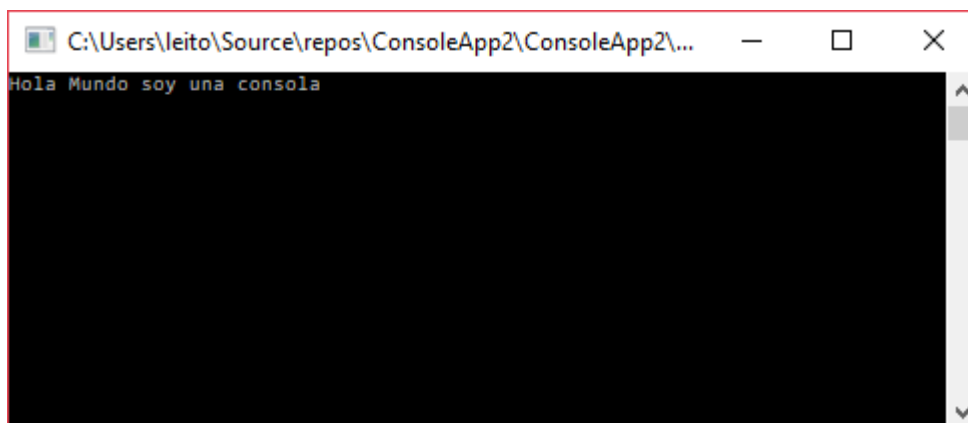 C:\Users\leito\Source\repos\ConsoleApp2\ConsoleApp2\...
Hola Mundo soy una consola